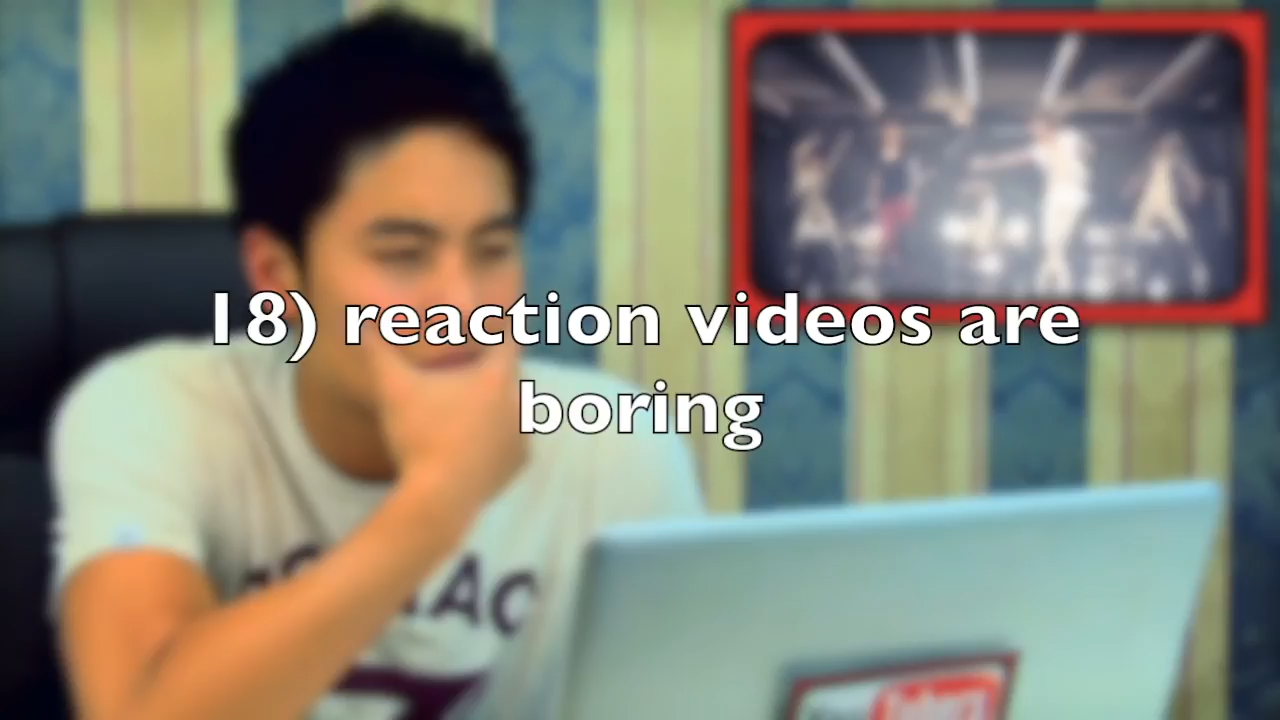 18) reaction videos are
boring